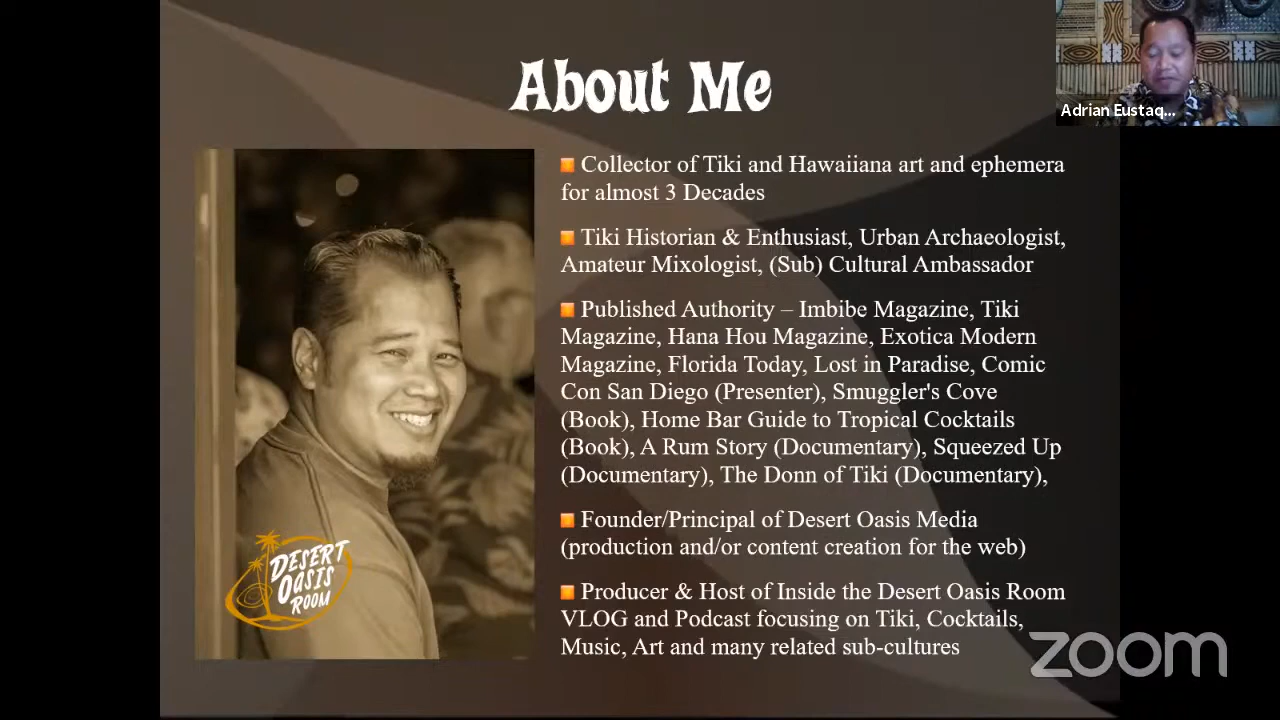 About Me
Adrian Eustaq...
Collector of Tiki and Hawaiiana art and ephemera
for almost 3 Decades
Tiki Historian & Enthusiast, Urban Archaeologist,
Amateur Mixologist, (Sub) Cultural Ambassador
Published Authority – Imbibe Magazine, Tiki
Magazine, Hana Hou Magazine, Exotica Modern
Magazine, Florida Today, Lost in Paradise, Comic
Con San Diego (Presenter), Smuggler's Cove
(Book), Home Bar Guide to Tropical Cocktails
(Book), A Rum Story (Documentary), Squeezed Up
(Documentary), The Donn of Tiki (Documentary),
Founder/Principal of Desert Oasis Media
(production and/or content creation for the web)
Producer & Host of Inside the Desert Oasis Room
VLOG and Podcast focusing on Tiki, Cocktails,
Music, Art and many related sub-cultures
DESERT
OASIS
ROOM
zoom